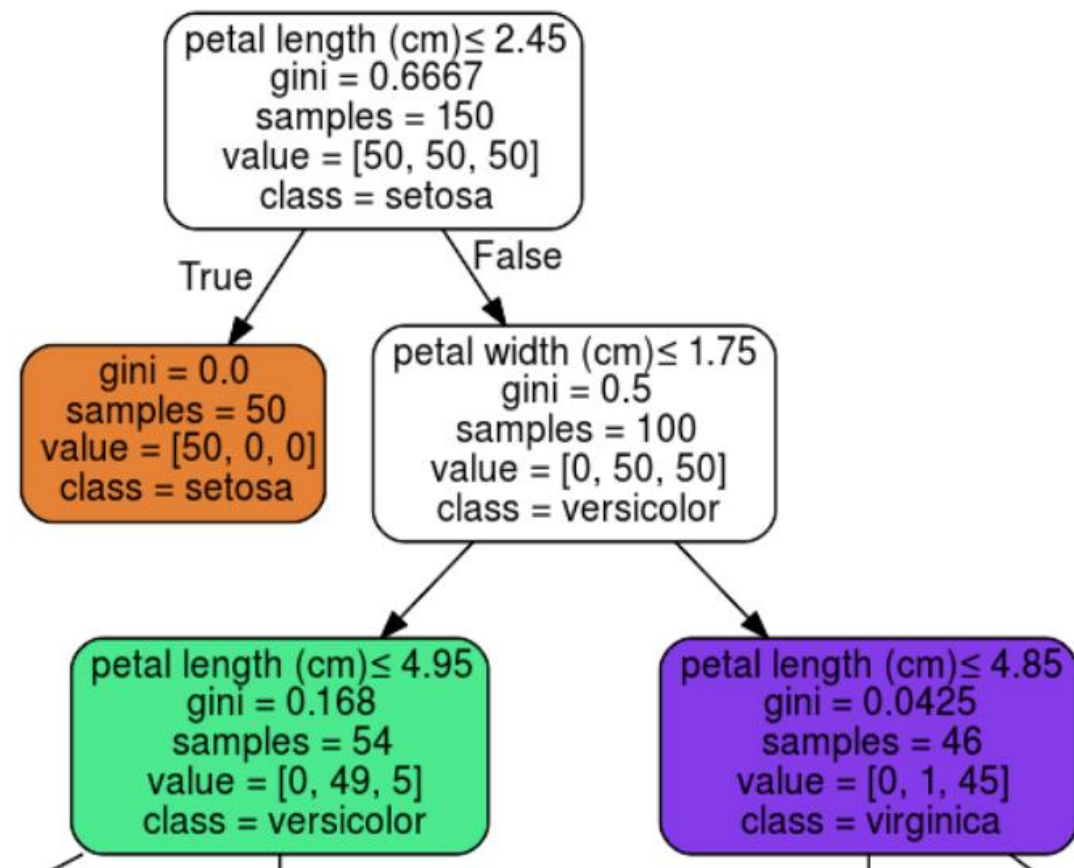 petal length (cm)≤ 2.45
gini = 0.6667
samples = 150
value = [50, 50, 50]
class = setosa
True
False
gini = 0.0
samples = 50
value = [50, 0, 0]
class = setosa
petal width (cm)≤ 1.75
gini = 0.5
samples = 100
value = [0, 50, 50]
class = versicolor
petal length (cm)≤ 4.95
gini = 0.168
samples = 54
value = [0, 49, 5]
class = versicolor
petal length (cm)≤ 4.85
gini = 0.0425
samples = 46
value = [0, 1, 45]
class = virginica